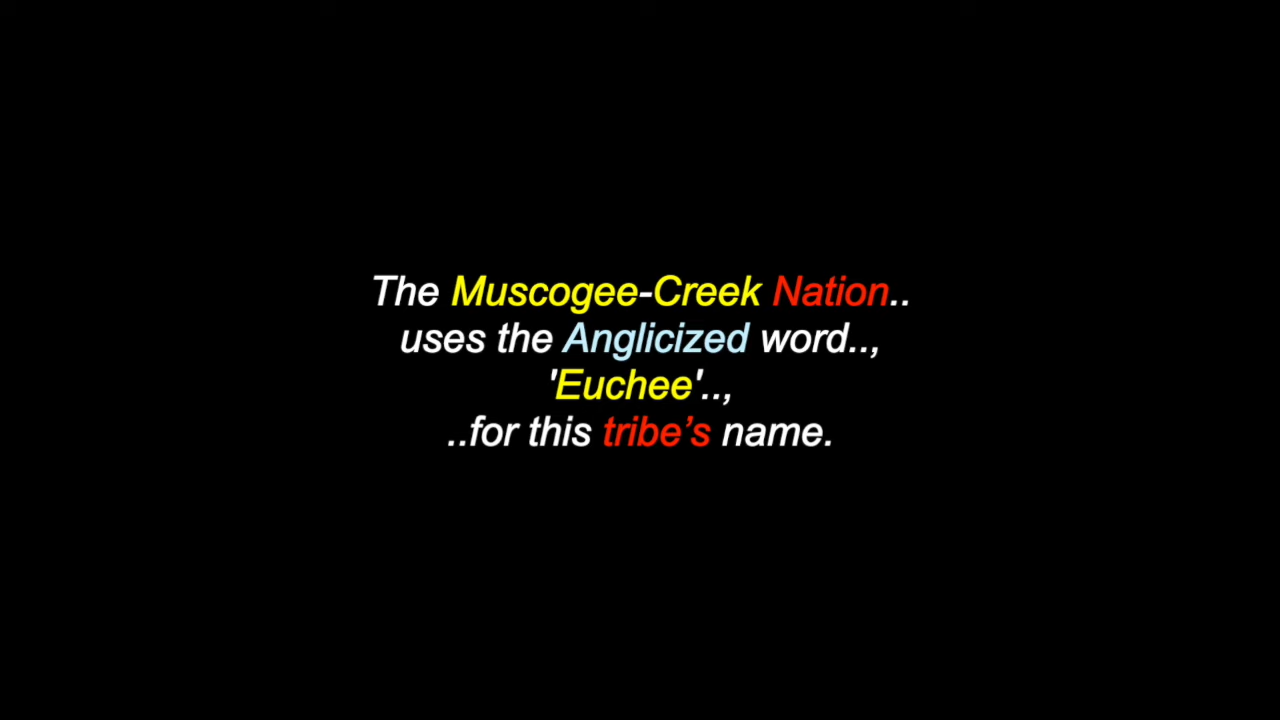 The Muscogee-Creek Nation..
uses the Anglicized word..,
'Euchee'..,
..for this tribe’s name.